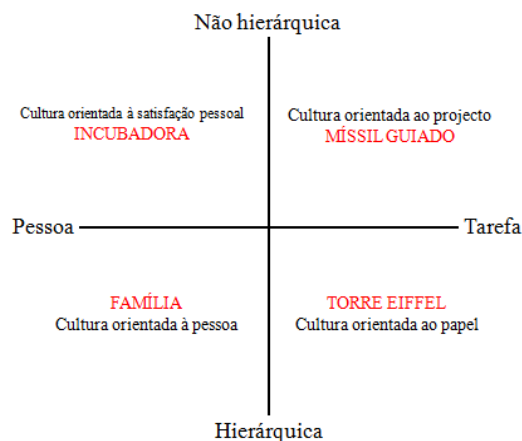 Não hierárquica
Cultura orientada à satisfação pessoal
INCUBADORA
Cultura orientada ao projecto
MÍSSIL GUIADO
Pessoa
Tarefa
FAMÍLIA
Cultura orientada à pessoa
TORRE EIFFEL
Cultura orientada ao papel
Hierárquica